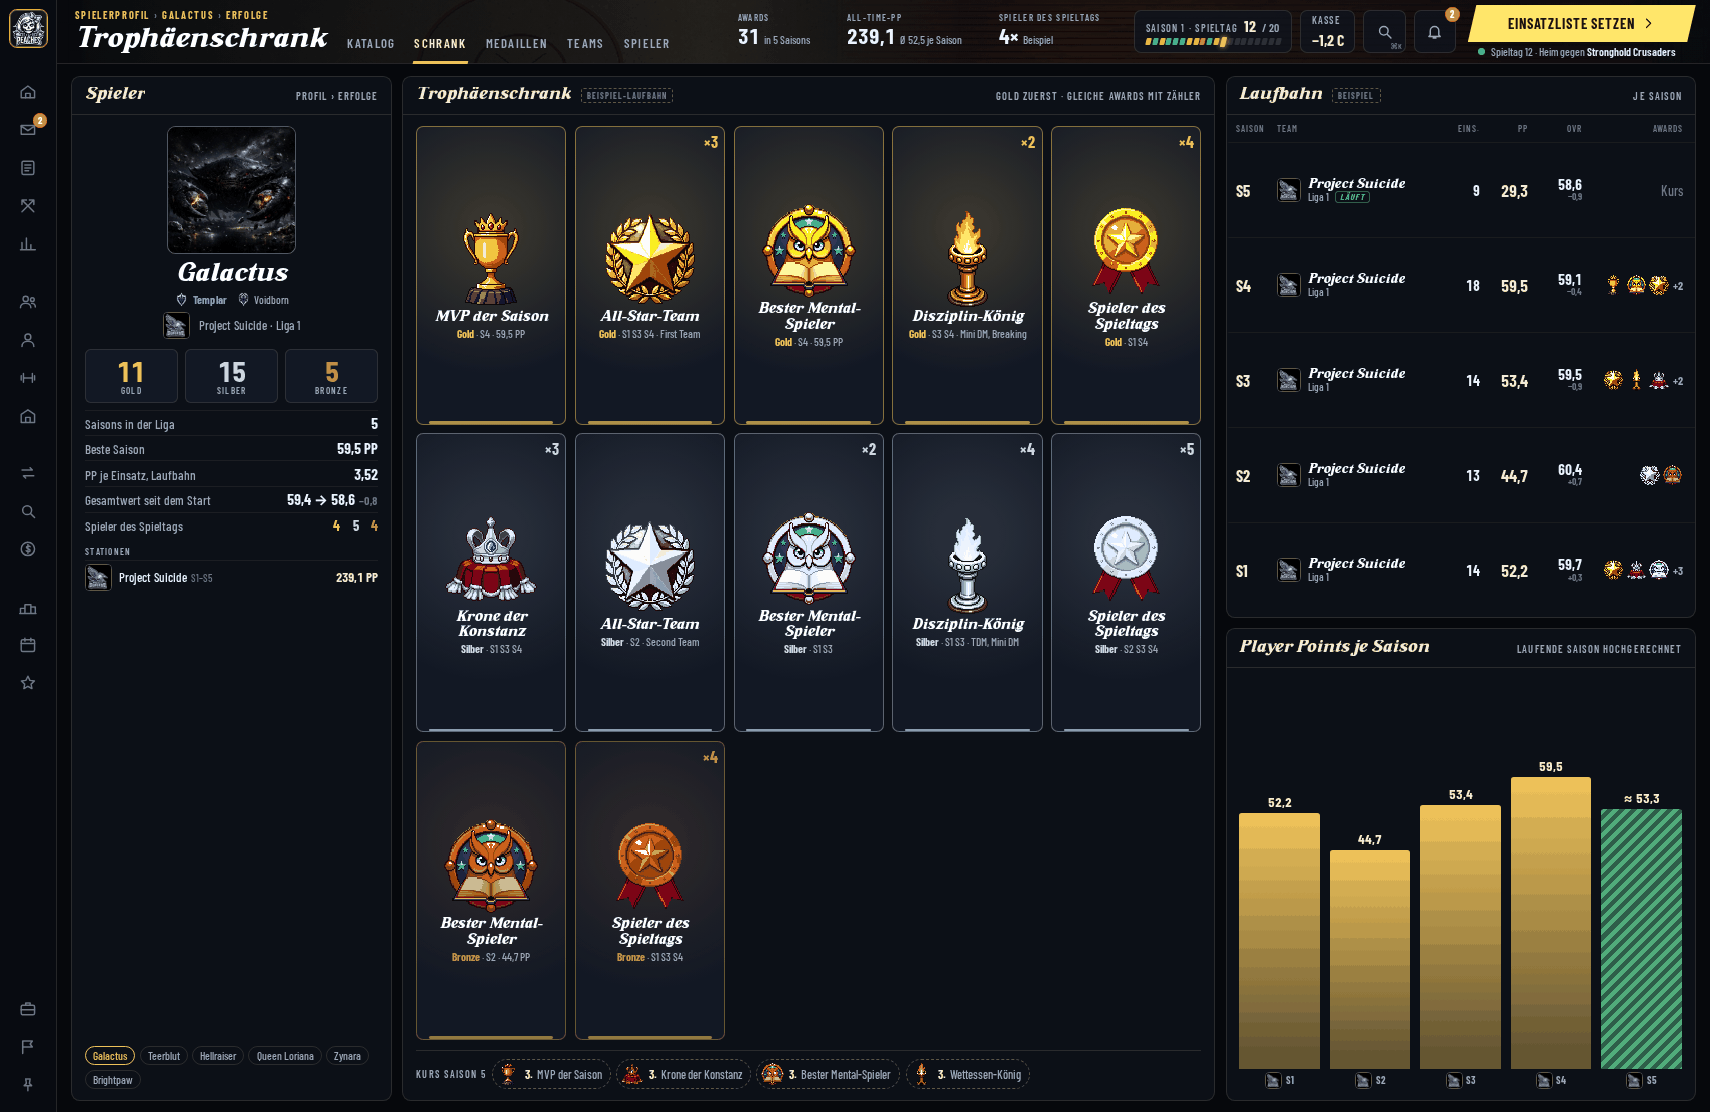 SPIELERPROFIL › GALACTUS › ERFOLGE
Trophäenschrank
KATALOG SCHRANK MEDAILLEN TEAMS SPIELER
AWARDS
31 in 5 Saisons
ALL-TIME-PP
239,1 Ø 52,5 je Saison
SPIELER DES SPIELTAGS
4× Beispiel
SAISON 1 · SPIELTAG 12 / 20
KASSE
−1,2 C
⌘K
2
EINSATZLISTE SETZEN
Spieltag 12 · Heim gegen Stronghold Crusaders
PEACHES
2
Spieler
PROFIL › ERFOLGE
Galactus
Templar Voidborn
Project Suicide · Liga 1
11
GOLD
15
SILBER
5
BRONZE
Saisons in der Liga 5
Beste Saison 59,5 PP
PP je Einsatz, Laufbahn 3,52
Gesamtwert seit dem Start 59,4 → 58,6 −0,8
Spieler des Spieltags 4 5 4
STATIONEN
Project Suicide S1–S5 239,1 PP
Galactus Teerblut Hellraiser Queen Loriana Zynara
Brightpaw
Trophäenschrank BEISPIEL-LAUFBAHN
GOLD ZUERST · GLEICHE AWARDS MIT ZÄHLER
MVP der Saison
Gold · S4 · 59,5 PP
×3
All-Star-Team
Gold · S1 S3 S4 · First Team
Bester Mental-
Spieler
Gold · S4 · 59,5 PP
×2
Disziplin-König
Gold · S3 S4 · Mini DM, Breaking
×4
Spieler des
Spieltags
Gold · S1 S4
×3
Krone der
Konstanz
Silber · S1 S3 S4
All-Star-Team
Silber · S2 · Second Team
×2
Bester Mental-
Spieler
Silber · S1 S3
×4
Disziplin-König
Silber · S1 S3 · TDM, Mini DM
×5
Spieler des
Spieltags
Silber · S2 S3 S4
Bester Mental-
Spieler
Bronze · S2 · 44,7 PP
×4
Spieler des
Spieltags
Bronze · S1 S3 S4
KURS SAISON 5
3. MVP der Saison
3. Krone der Konstanz
3. Bester Mental-Spieler
3. Wettessen-König
Laufbahn BEISPIEL
JE SAISON
SAISON TEAM EINS. PP OVR AWARDS
S5 Project Suicide 9 29,3 58,6 Kurs
Liga 1 LÄUFT −0,9
S4 Project Suicide 18 59,5 59,1 +2
Liga 1 −0,4
S3 Project Suicide 14 53,4 59,5 +2
Liga 1 −0,9
S2 Project Suicide 13 44,7 60,4
Liga 1 +0,7
S1 Project Suicide 14 52,2 59,7 +3
Liga 1 +0,3
Player Points je Saison
LAUFENDE SAISON HOCHGERECHNET
52,2
44,7
53,4
59,5
≈ 53,3
S1 S2 S3 S4 S5